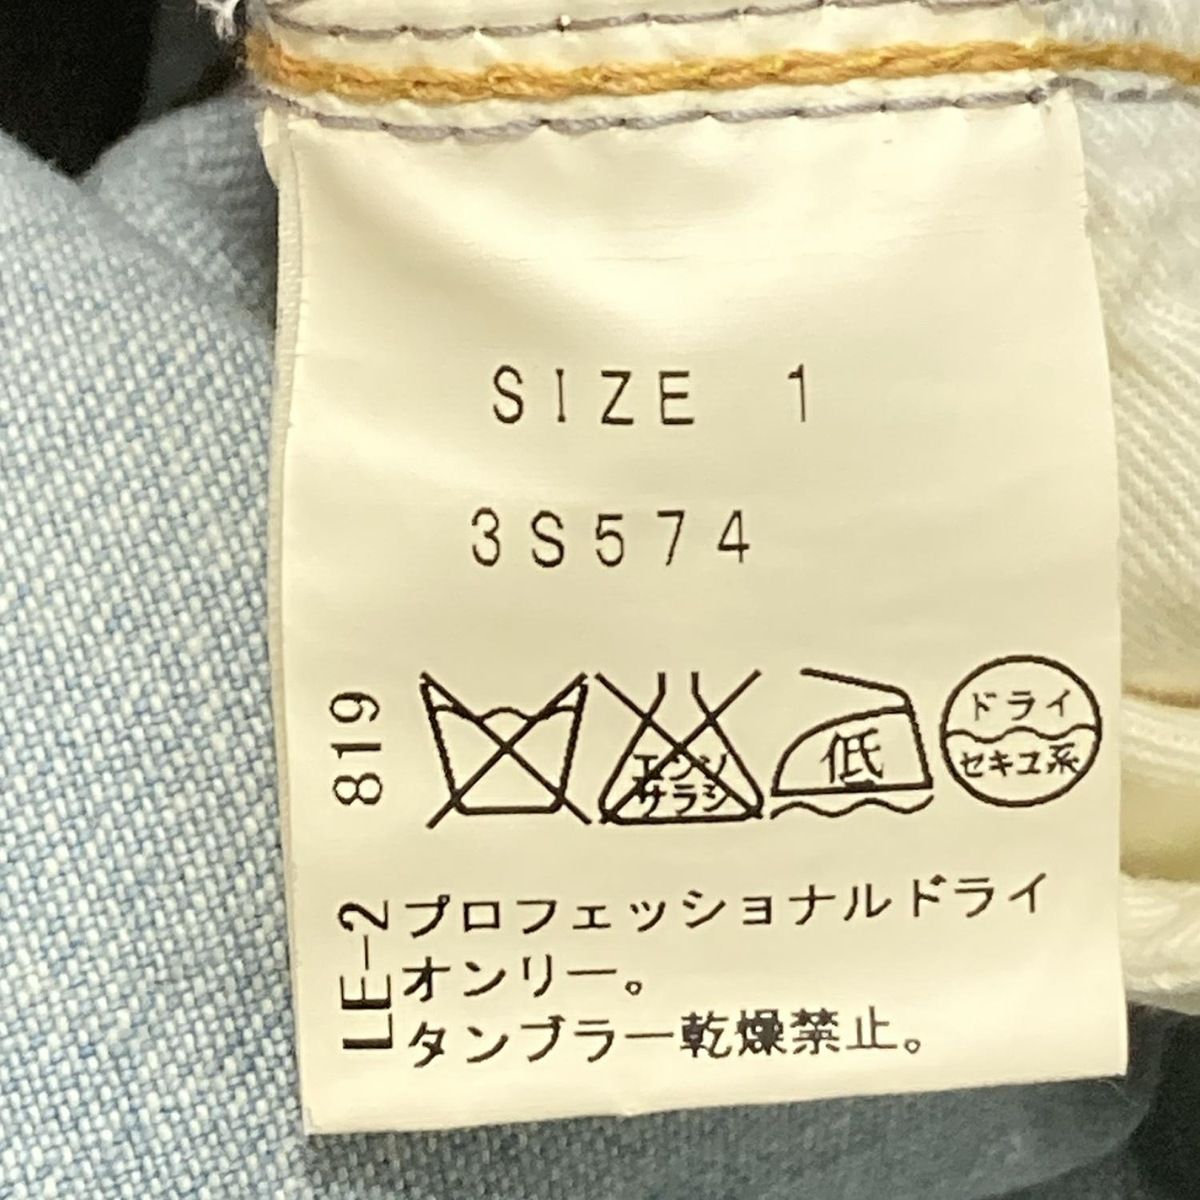 SIZE 1
3S574
819
エンソ
サラシ
低
ドライ
セキユ系
LE-2
プロフェッショナルドライ
オンリー。
タンブラー乾燥禁止。